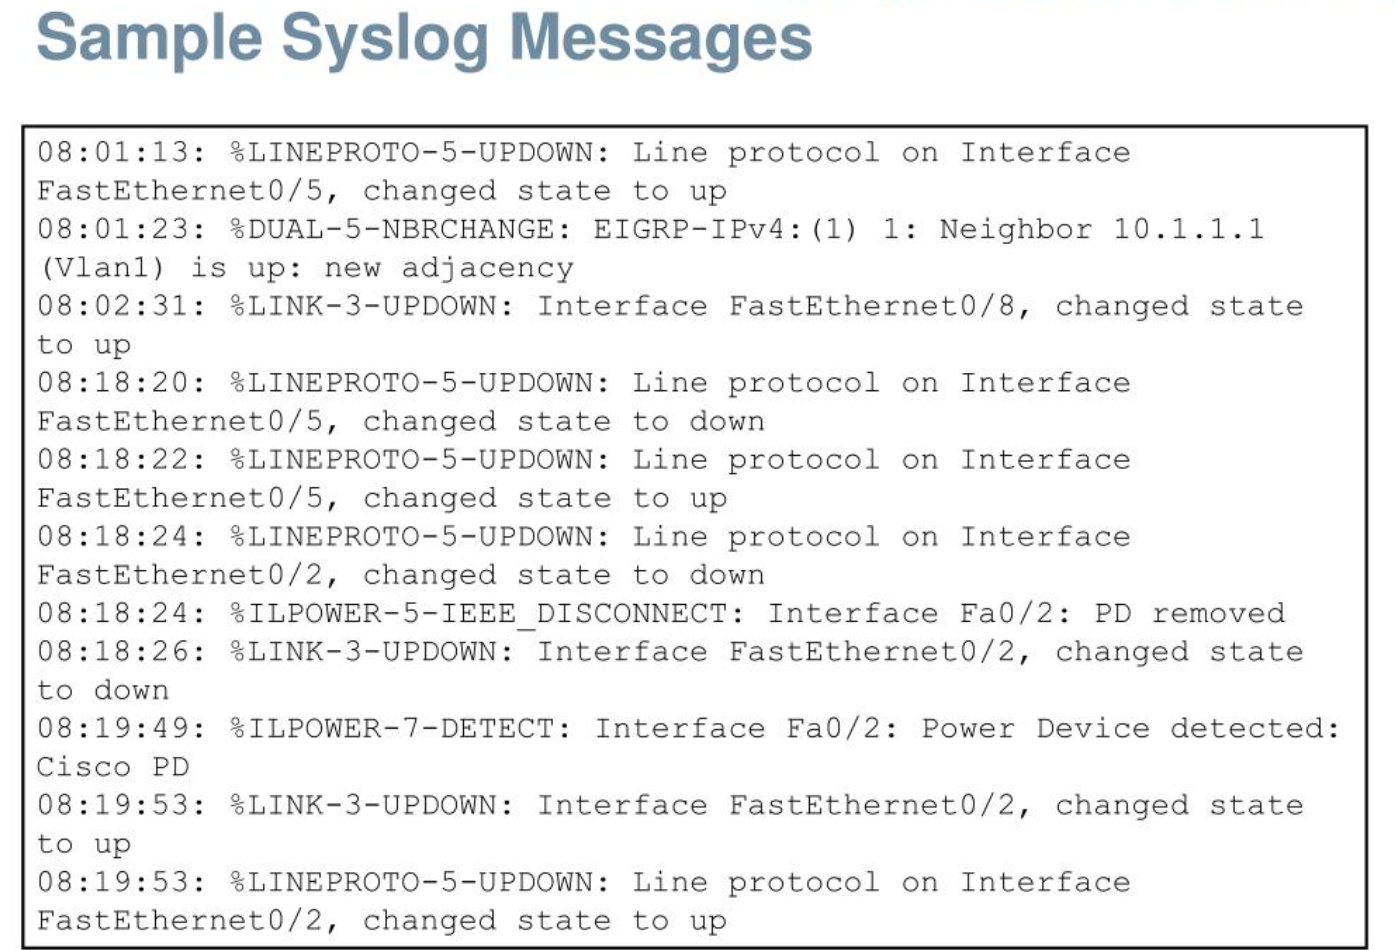 Sample Syslog Messages
08:01:13: %LINEPROTO-5-UPDOWN: Line protocol on Interface
FastEthernet0/5, changed state to up
08:01:23: %DUAL-5-NBRCHANGE: EIGRP-IPv4:(1) 1: Neighbor 10.1.1.1
(Vlan1) is up: new adjacency
08:02:31: %LINK-3-UPDOWN: Interface FastEthernet0/8, changed state
to up
08:18:20: %LINEPROTO-5-UPDOWN: Line protocol on Interface
FastEthernet0/5, changed state to down
08:18:22: %LINEPROTO-5-UPDOWN: Line protocol on Interface
FastEthernet0/5, changed state to up
08:18:24: %LINEPROTO-5-UPDOWN: Line protocol on Interface
FastEthernet0/2, changed state to down
08:18:24: %ILPOWER-5-IEEE_DISCONNECT: Interface Fa0/2: PD removed
08:18:26: %LINK-3-UPDOWN: Interface FastEthernet0/2, changed state
to down
08:19:49: %ILPOWER-7-DETECT: Interface Fa0/2: Power Device detected:
Cisco PD
08:19:53: %LINK-3-UPDOWN: Interface FastEthernet0/2, changed state
to up
08:19:53: %LINEPROTO-5-UPDOWN: Line protocol on Interface
FastEthernet0/2, changed state to up